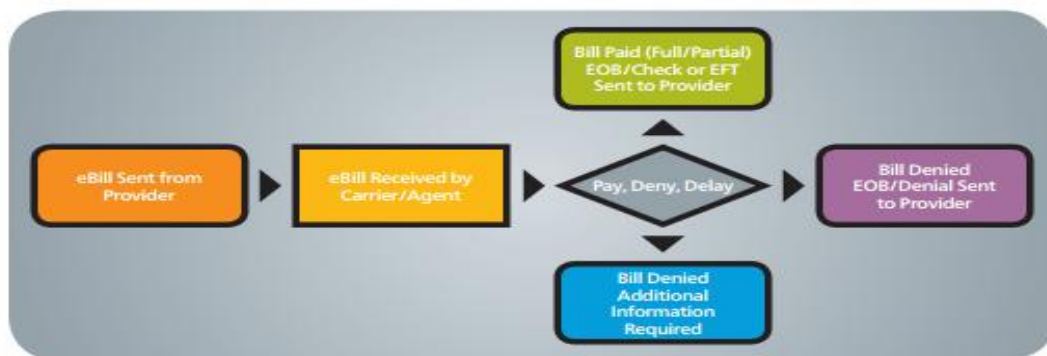 Bill Paid (Full/Partial)
EOB/Check or EFT
Sent to Provider
eBill Sent from
Provider
eBill Received by
Carrier/Agent
Pay, Deny, Delay
Bill Denied
EOB/Denial Sent
to Provider
Bill Denied
Additional
Information
Required